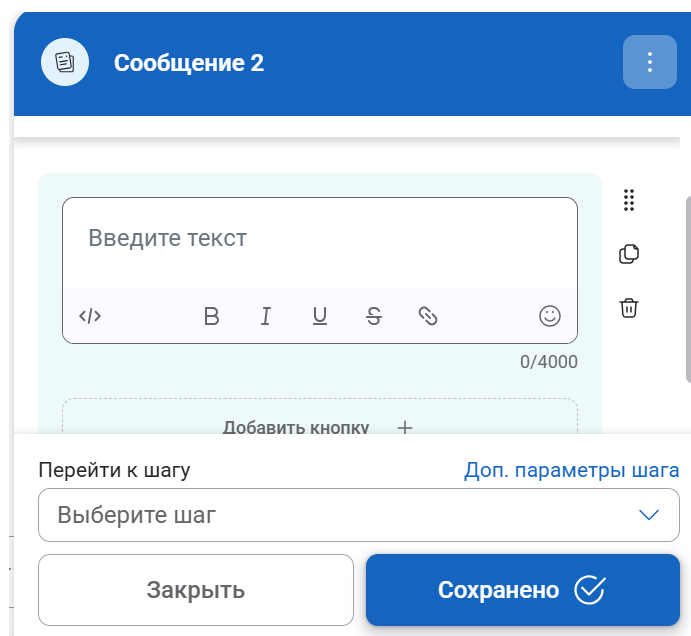 Сообщение 2
Введите текст
</> B I U S
0/4000
Добавить кнопку +
Перейти к шагу Доп. параметры шага
Выберите шаг
Закрыть Сохранено